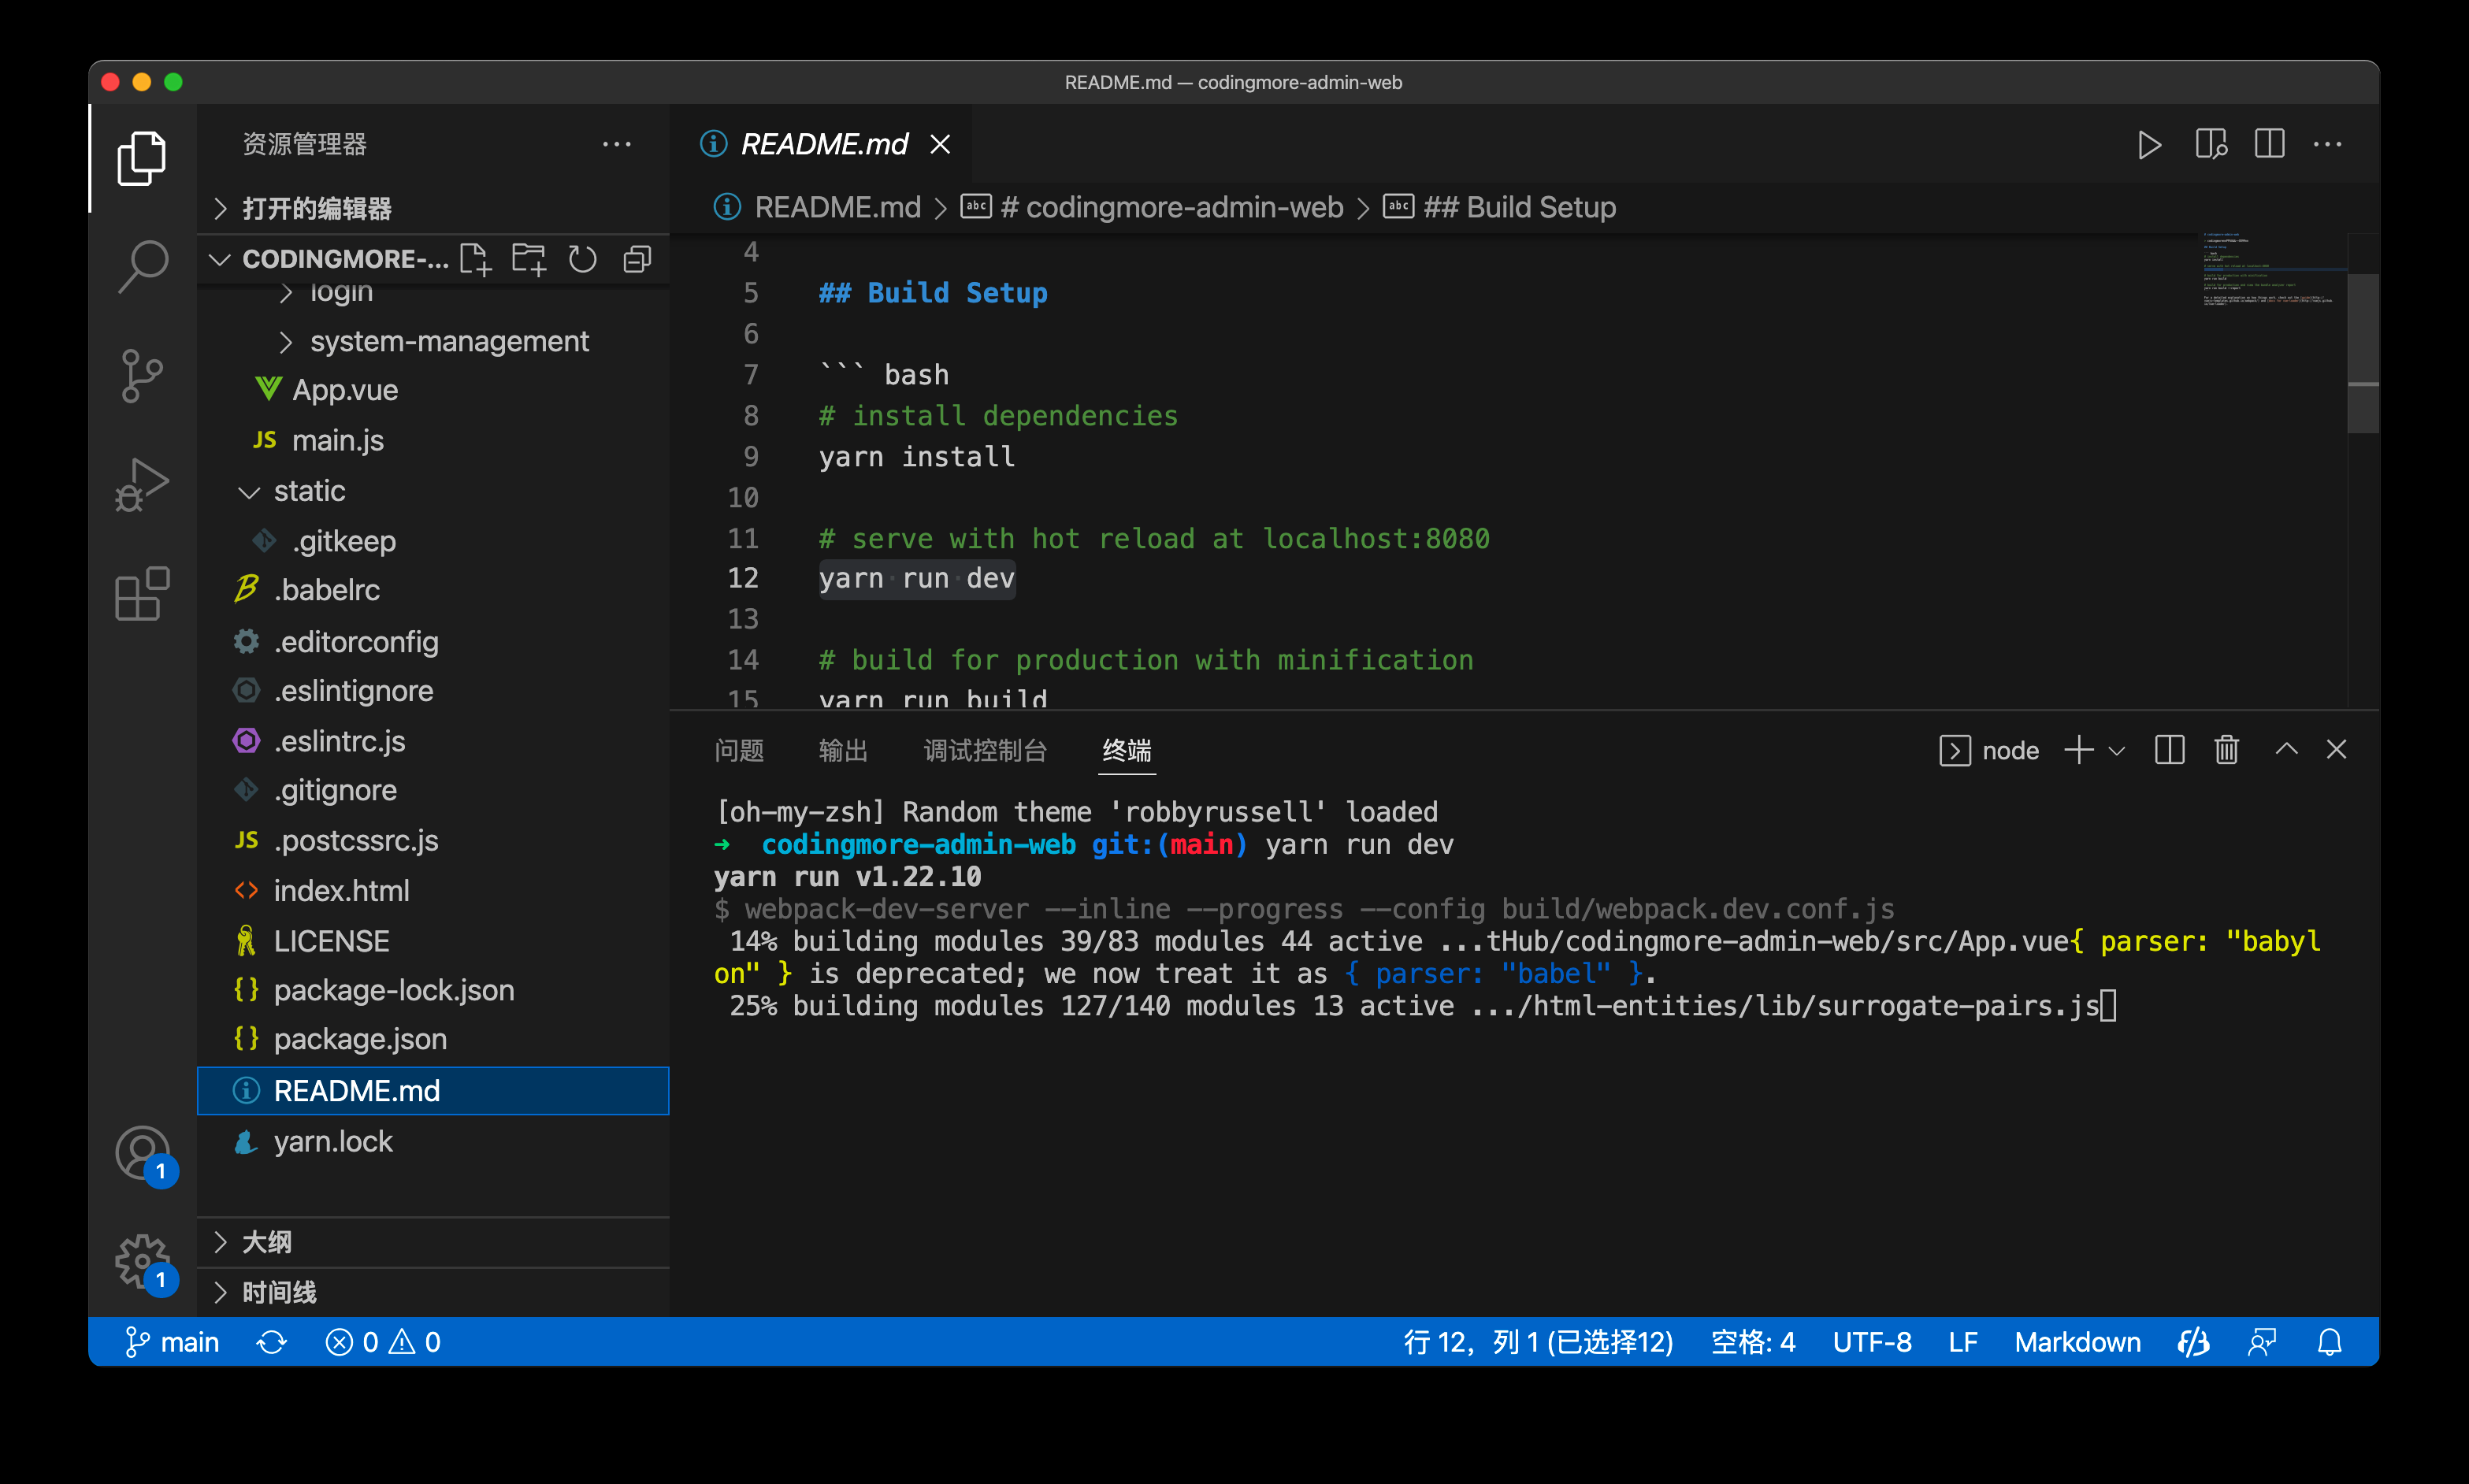 README.md — codingmore-admin-web
资源管理器
打开的编辑器
CODINGMORE-...
login
system-management
App.vue
JS main.js
static
.gitkeep
.babelrc
.editorconfig
.eslintignore
.eslintrc.js
.gitignore
JS .postcssrc.js
<> index.html
LICENSE
{} package-lock.json
{} package.json
README.md
yarn.lock
大纲
时间线
1
1
README.md
README.md > abc # codingmore-admin-web > abc ## Build Setup
4
5 ## Build Setup
6
7 ``` bash
8 # install dependencies
9 yarn install
10
11 # serve with hot reload at localhost:8080
12 yarn run dev
13
14 # build for production with minification
15 yarn run build
问题 输出 调试控制台 终端
node
[oh-my-zsh] Random theme 'robbyrussell' loaded
➜ codingmore-admin-web git:(main) yarn run dev
yarn run v1.22.10
$ webpack-dev-server --inline --progress --config build/webpack.dev.conf.js
14% building modules 39/83 modules 44 active ...tHub/codingmore-admin-web/src/App.vue{ parser: "babyl
on" } is deprecated; we now treat it as { parser: "babel" }.
25% building modules 127/140 modules 13 active .../html-entities/lib/surrogate-pairs.js
main 0 0 行 12，列 1 (已选择12) 空格: 4 UTF-8 LF Markdown